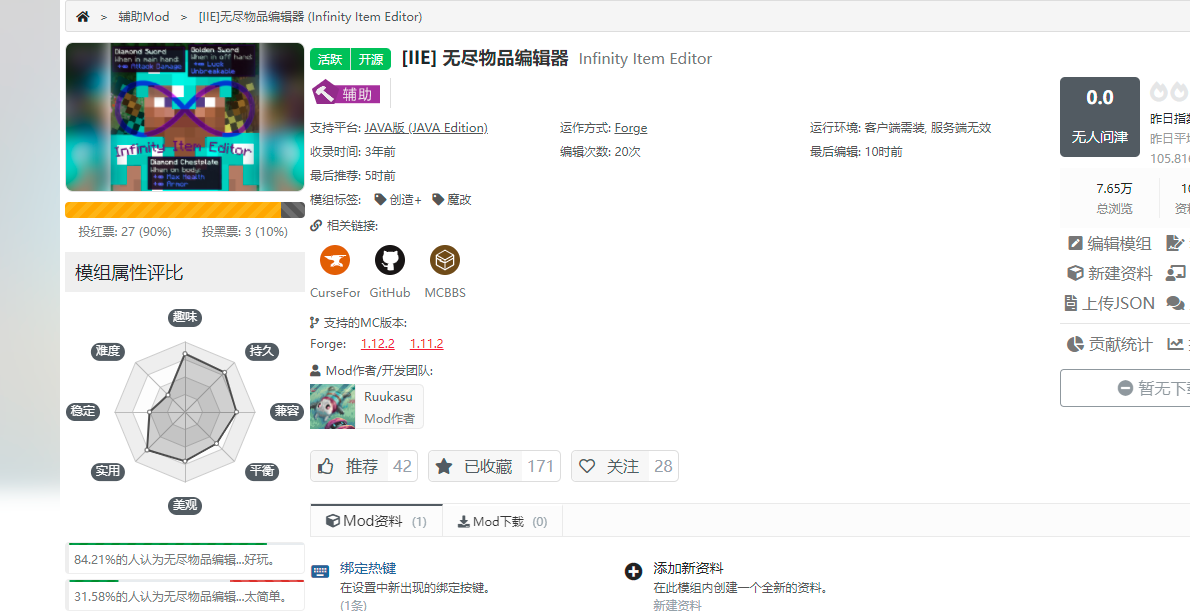 > 辅助Mod > [IIE]无尽物品编辑器 (Infinity Item Editor)
Diamond Sword
When in main hand:
Golden Sword
When in off hand:
+∞ Luck
Unbreakable
Infinity Item Editor
Diamond Chestplate
When on body:
+∞ Max Health
+∞ Armor
活跃 开源 [IIE] 无尽物品编辑器 Infinity Item Editor
辅助
支持平台: JAVA版 (JAVA Edition) 运作方式: Forge 运行环境: 客户端需装, 服务端无效
收录时间: 3年前 编辑次数: 20次 最后编辑: 10时前
最后推荐: 5时前
模组标签: 创造+ 魔改
相关链接:
CurseFor GitHub MCBBS
支持的MC版本:
Forge: 1.12.2 1.11.2
Mod作者/开发团队:
Ruukasu
Mod作者
推荐 42 已收藏 171 关注 28
Mod资料 (1) Mod下载 (0)
绑定热键
在设置中新出现的绑定按键。
(1条)
添加新资料
在此模组内创建一个全新的资料。
新建资料
投红票: 27 (90%) 投黑票: 3 (10%)
模组属性评比
趣味
难度 持久
稳定 兼容
实用 平衡
美观
84.21%的人认为无尽物品编辑...好玩。
31.58%的人认为无尽物品编辑...太简单。
0.0
无人问津
昨日指
昨日平
105.81
7.65万 10
总浏览 资
编辑模组
新建资料
上传JSON
贡献统计
暂无下